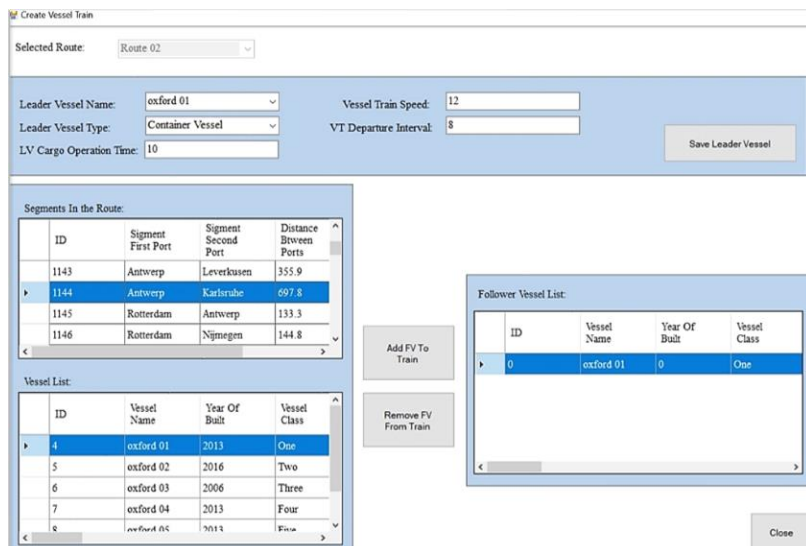 Create Vessel Train
Selected Route: Route 02
Leader Vessel Name: oxford 01 Vessel Train Speed: 12
Leader Vessel Type: Container Vessel VT Departure Interval: 8
LV Cargo Operation Time: 10
Save Leader Vessel
Segments In the Route:
ID Sigment First Port Sigment Second Port Distance Btween Ports
1143 Antwerp Leverkusen 355.9
1144 Antwerp Karlsruhe 697.8
1145 Rotterdam Antwerp 133.3
1146 Rotterdam Nijmegen 144.8
Add FV To
Train
Remove FV
From Train
Follower Vessel List:
ID Vessel Name Year Of Built Vessel Class
0 oxford 01 0 One
Vessel List:
ID Vessel Name Year Of Built Vessel Class
4 oxford 01 2013 One
5 oxford 02 2016 Two
6 oxford 03 2006 Three
7 oxford 04 2013 Four
8 oxford 05 2013 Five
Close